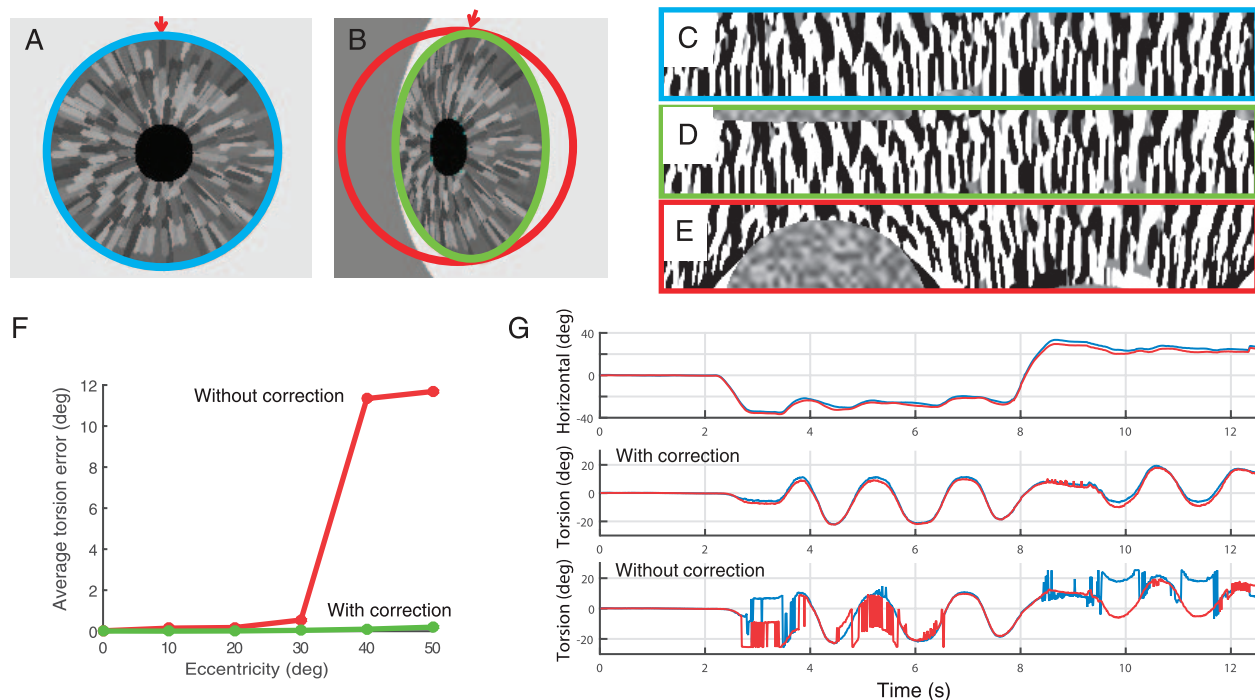 A
B
C
D
E
F
12
10
8
6
4
2
0
Average torsion error (deg)
Without correction
With correction
0 10 20 30 40 50
Eccentricity (deg)
G
Horizontal (deg)
40
0
-40
0 2 4 6 8 10 12
With correction
Torsion (deg)
20
0
-20
0 2 4 6 8 10 12
Without correction
Torsion (deg)
20
0
-20
0 2 4 6 8 10 12
Time (s)